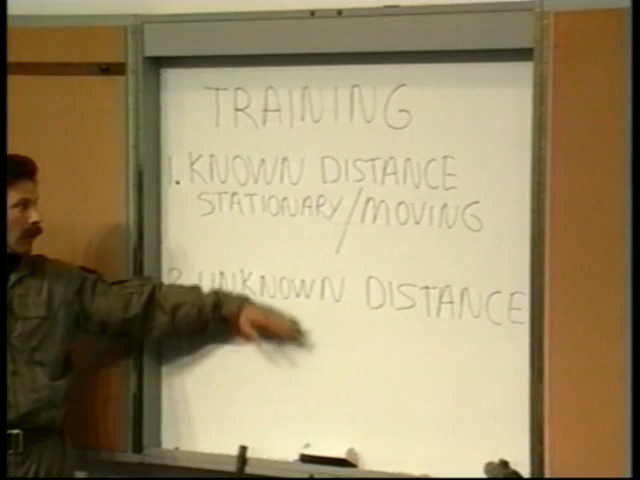 TRAINING
1. KNOWN DISTANCE
STATIONARY/MOVING
2 UNKNOWN DISTANCE